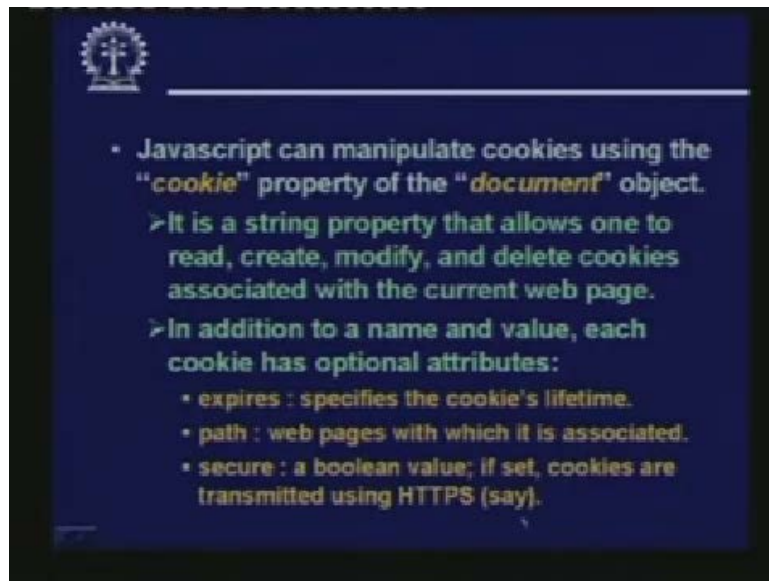 • Javascript can manipulate cookies using the
"cookie" property of the "document" object.
➢It is a string property that allows one to
read, create, modify, and delete cookies
associated with the current web page.
➢In addition to a name and value, each
cookie has optional attributes:
▪ expires : specifies the cookie's lifetime.
▪ path : web pages with which it is associated.
▪ secure : a boolean value; if set, cookies are
transmitted using HTTPS (say).